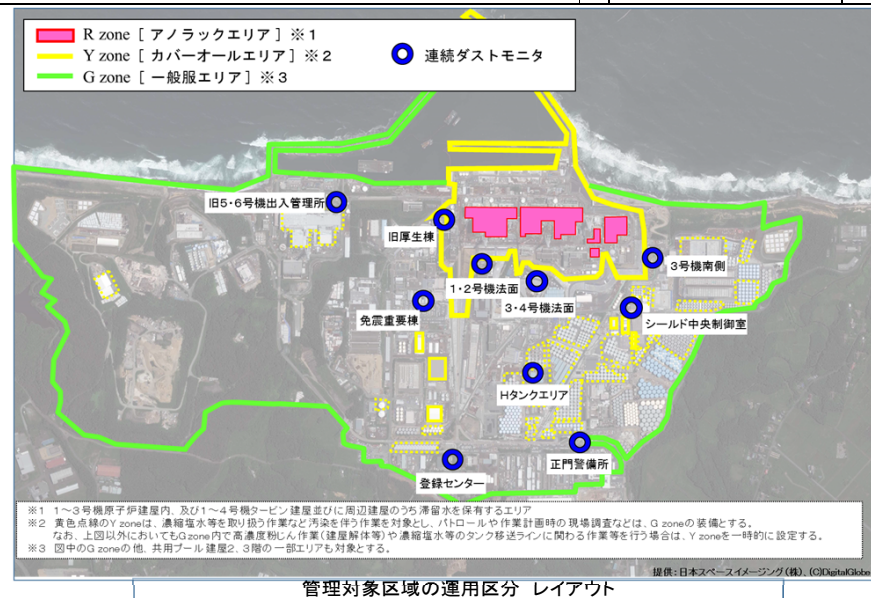 R zone [ アノラックエリア] ※1
Y zone [ カバーオールエリア] ※2
G zone [ 一般服エリア] ※3
連続ダストモニタ
旧5・6号機出入管理所
旧厚生棟
1・2号機法面
3・4号機法面
3号機南側
免震重要棟
シールド中央制御室
Hタンクエリア
正門警備所
登録センター
※1 1~3号機原子炉建屋内、及び1~4号機タービン建屋並びに周辺建屋のうち滞留水を保有するエリア
※2 黄色点線のY zoneは、濃縮塩水等を取り扱う作業など汚染を伴う作業を対象とし、パトロールや作業計画時の現場調査などは、G zoneの装備とする。
なお、上図以外においてもG zone内で高濃度粉じん作業(建屋解体等)や濃縮塩水等のタンク移送ラインに関わる作業等を行う場合は、Y zoneを一時的に設定する。
※3 図中のG zoneの他、共用プール建屋2、3階の一部エリアも対象とする。
提供:日本スペースイメージング(株)、(C)DigitalGlobe
管理対象区域の運用区分 レイアウト